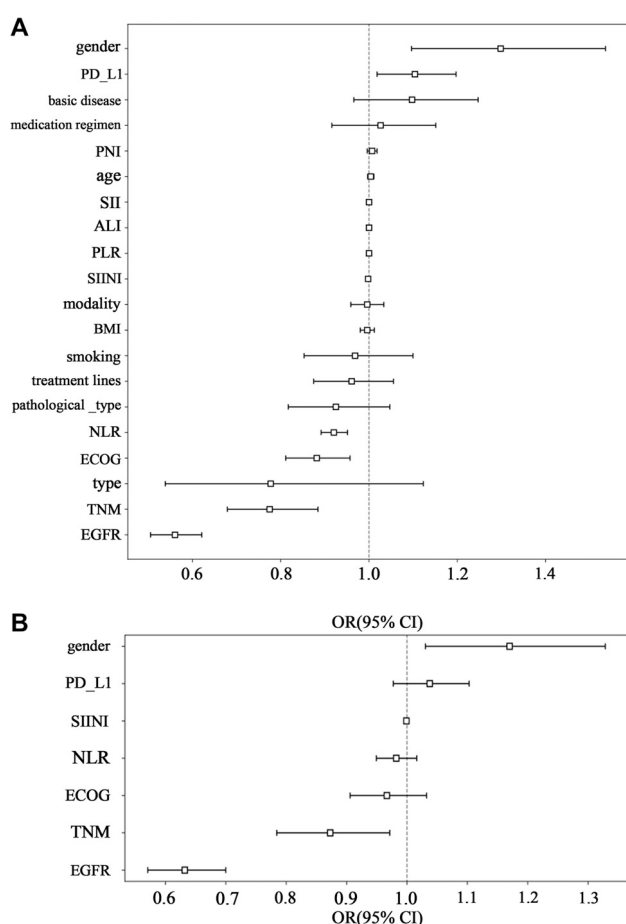 A
gender
PD_L1
basic disease
medication regimen
PNI
age
SII
ALI
PLR
SIINI
modality
BMI
smoking
treatment lines
pathological _type
NLR
ECOG
type
TNM
EGFR
0.6 0.8 1.0 1.2 1.4
OR(95% CI)
B
gender
PD_L1
SIINI
NLR
ECOG
TNM
EGFR
0.6 0.7 0.8 0.9 1.0 1.1 1.2 1.3
OR(95% CI)